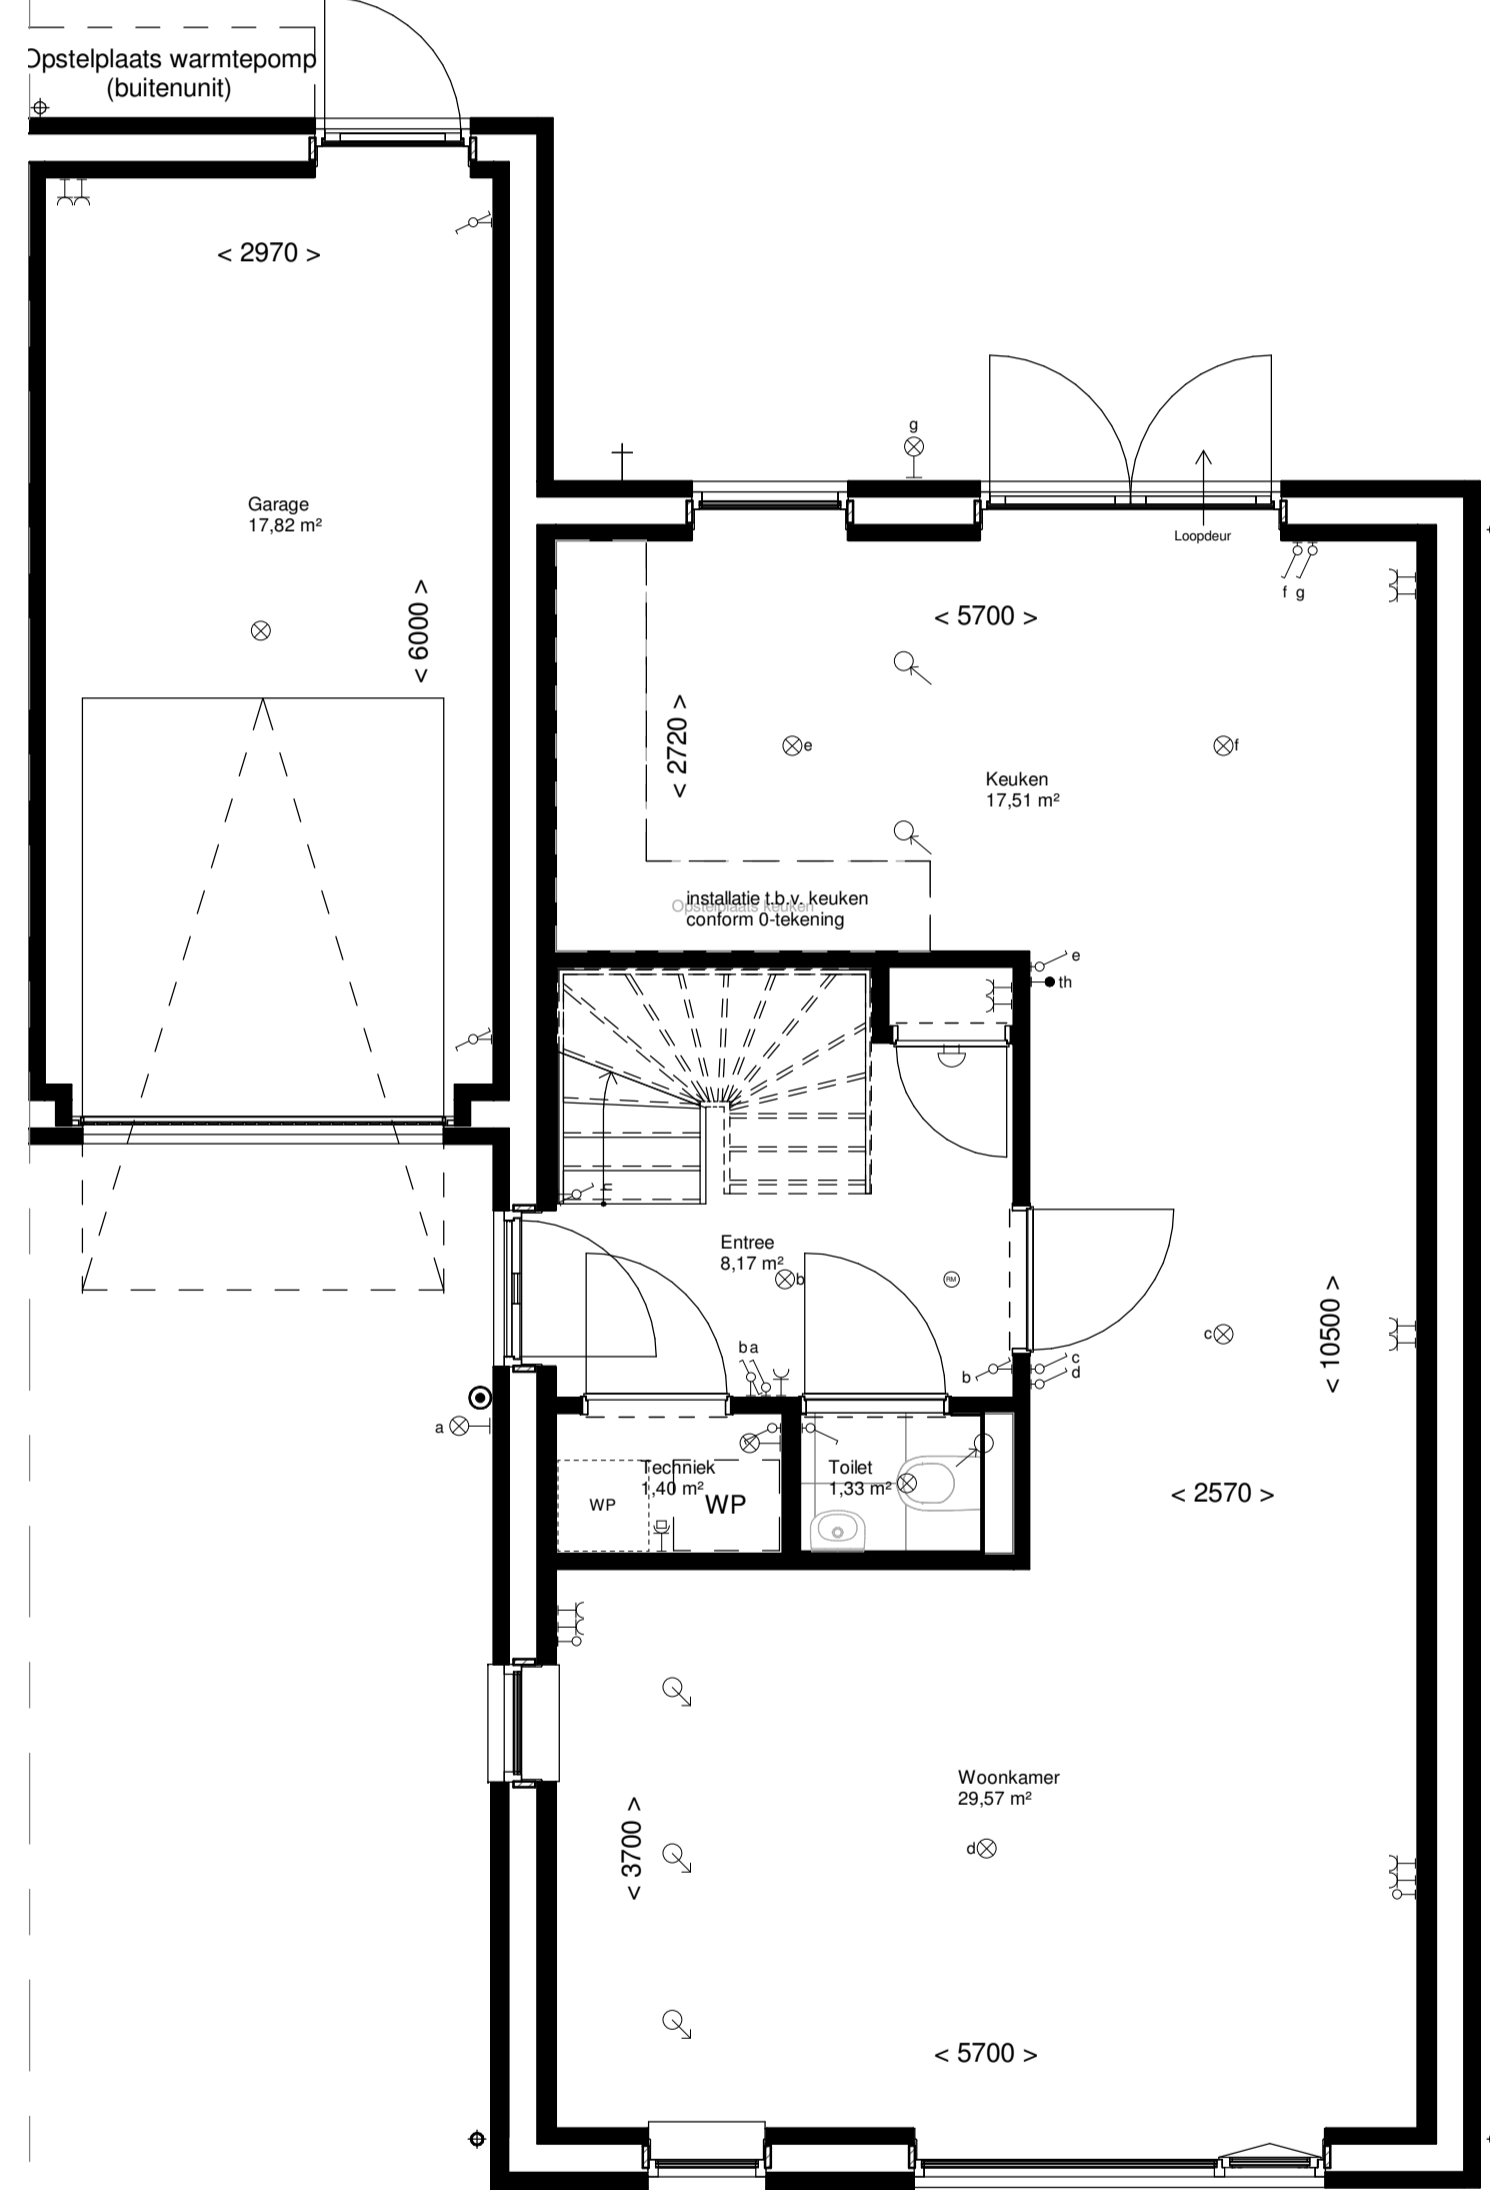 Opstelplaats warmtepomp
(buitenunit)
< 2970 >
g
Garage
17,82 m²
Loopdeur
< 6000 >
f g
< 5700 >
< 2720 >
e
f
Keuken
17,51 m²
installatie t.b.v. keuken
Opstelplaats keuken
conform 0-tekening
e
th
h
Entree
8,17 m²
b
RM
c
< 10500 >
b a
b
c
d
a
Techniek
1,40 m²
WP
WP
Toilet
1,33 m²
< 2570 >
Woonkamer
29,57 m²
< 3700 >
d
< 5700 >